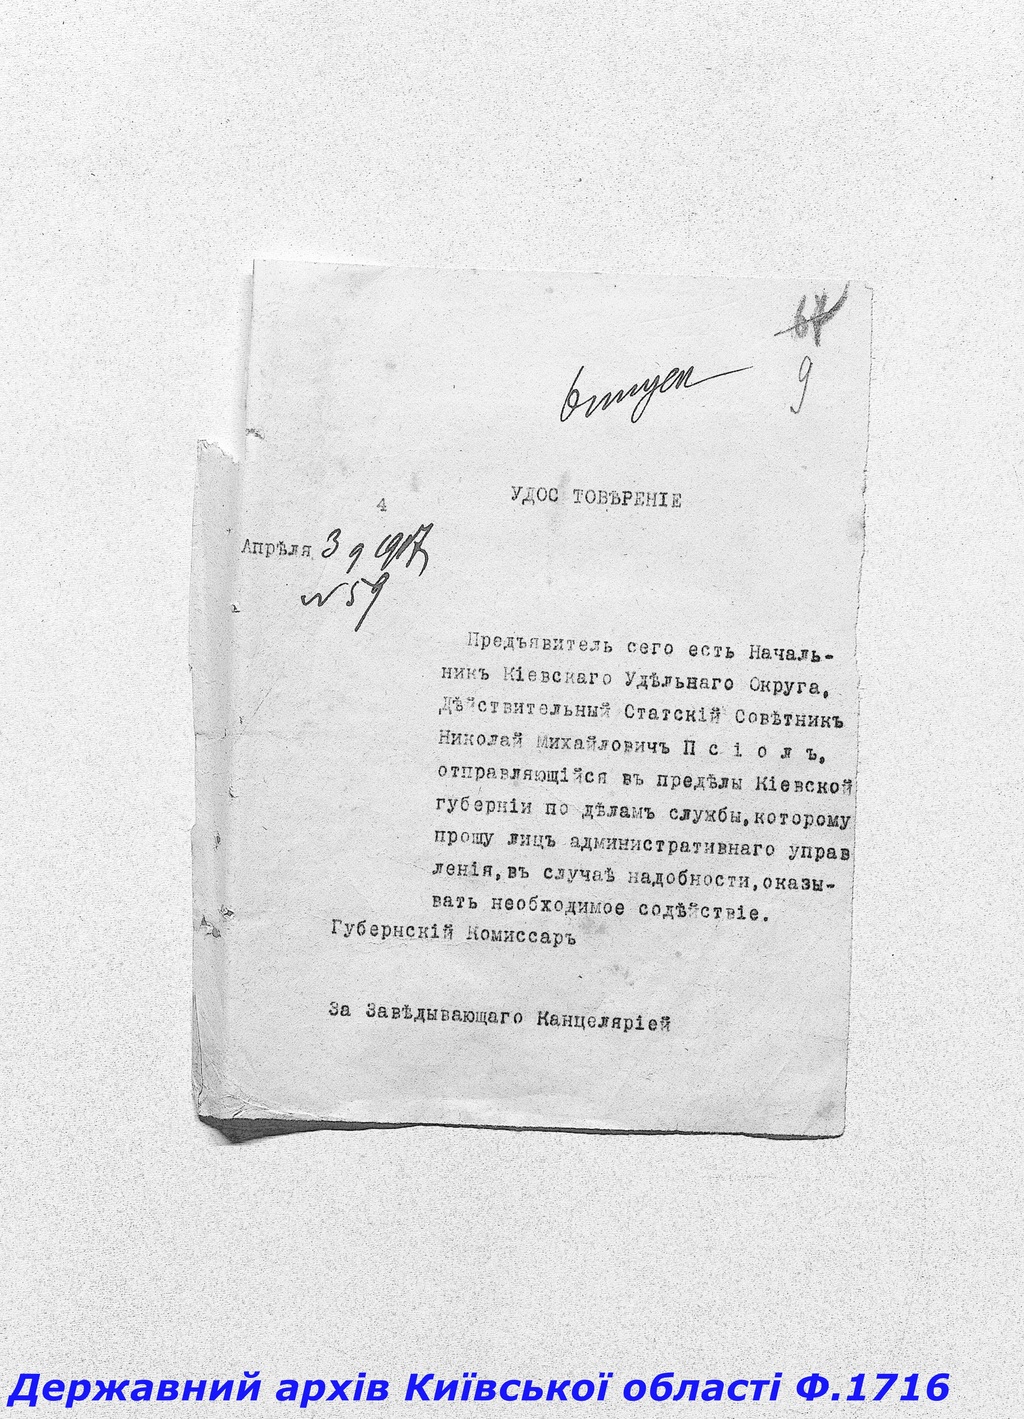 67
9
Отпуск
УДОСТОВѢРЕНІЕ
4
Апрѣля 3 9 1917
№ 59
Предъявитель сего есть Началь-
никъ Кіевскаго Удѣльнаго Округа,
Дѣйствительный Статскій Совѣтникъ
Николай Михайловичъ П с і о л ъ,
отправляющійся въ предѣлы Кіевской
губерніи по дѣламъ службы, которому
прошу лицъ административнаго управ
ленія, въ случаѣ надобности, оказы-
вать необходимое содѣйствіе.
Губернскій Комиссаръ
За Завѣдывающаго Канцеляріей
Державний архів Київської області Ф.1716